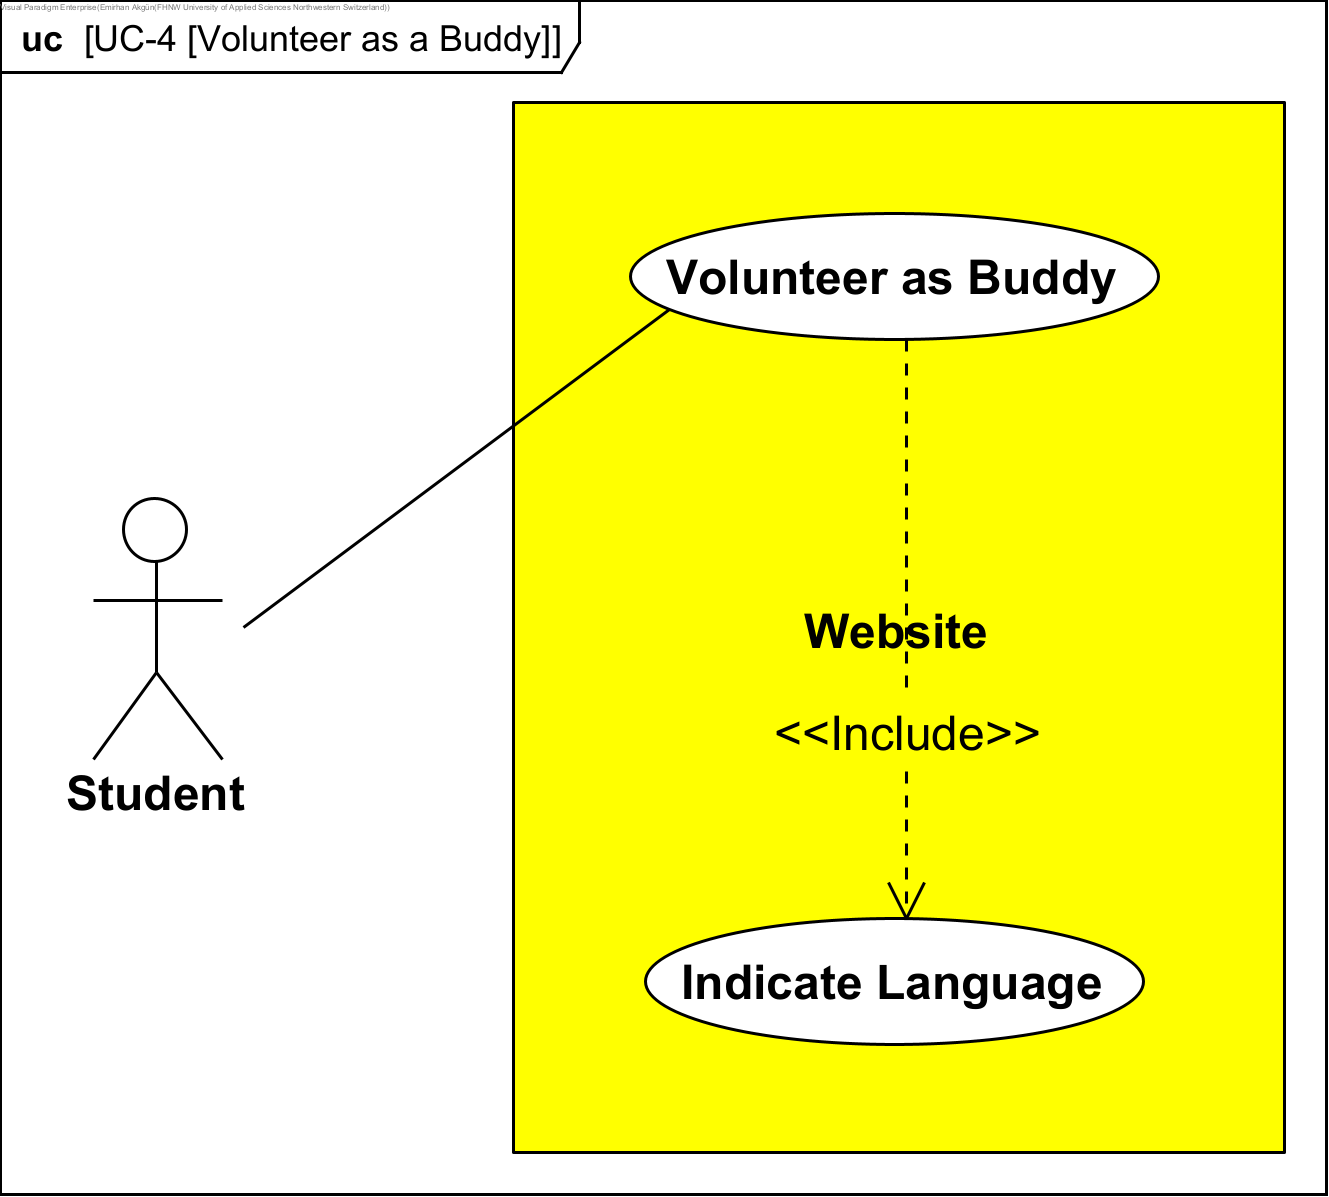 Visual Paradigm Enterprise(Emirhan Akgün(FHNW University of Applied Sciences Northwestern Switzerland))
uc [UC-4 [Volunteer as a Buddy]]
Volunteer as Buddy
Website
<<Include>>
Student
Indicate Language